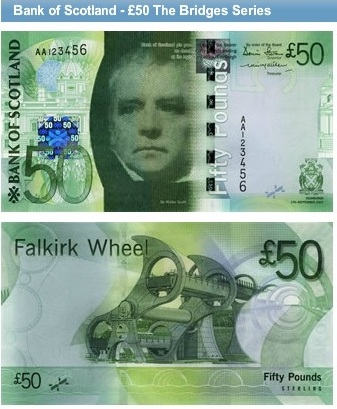 Bank of Scotland - £50 The Bridges Series
AA123456
£50
BANK OF SCOTLAND
50
Fifty Pounds
AA123456
Sir Walter Scott
Falkirk Wheel
£50
£50
Fifty Pounds
STERLING